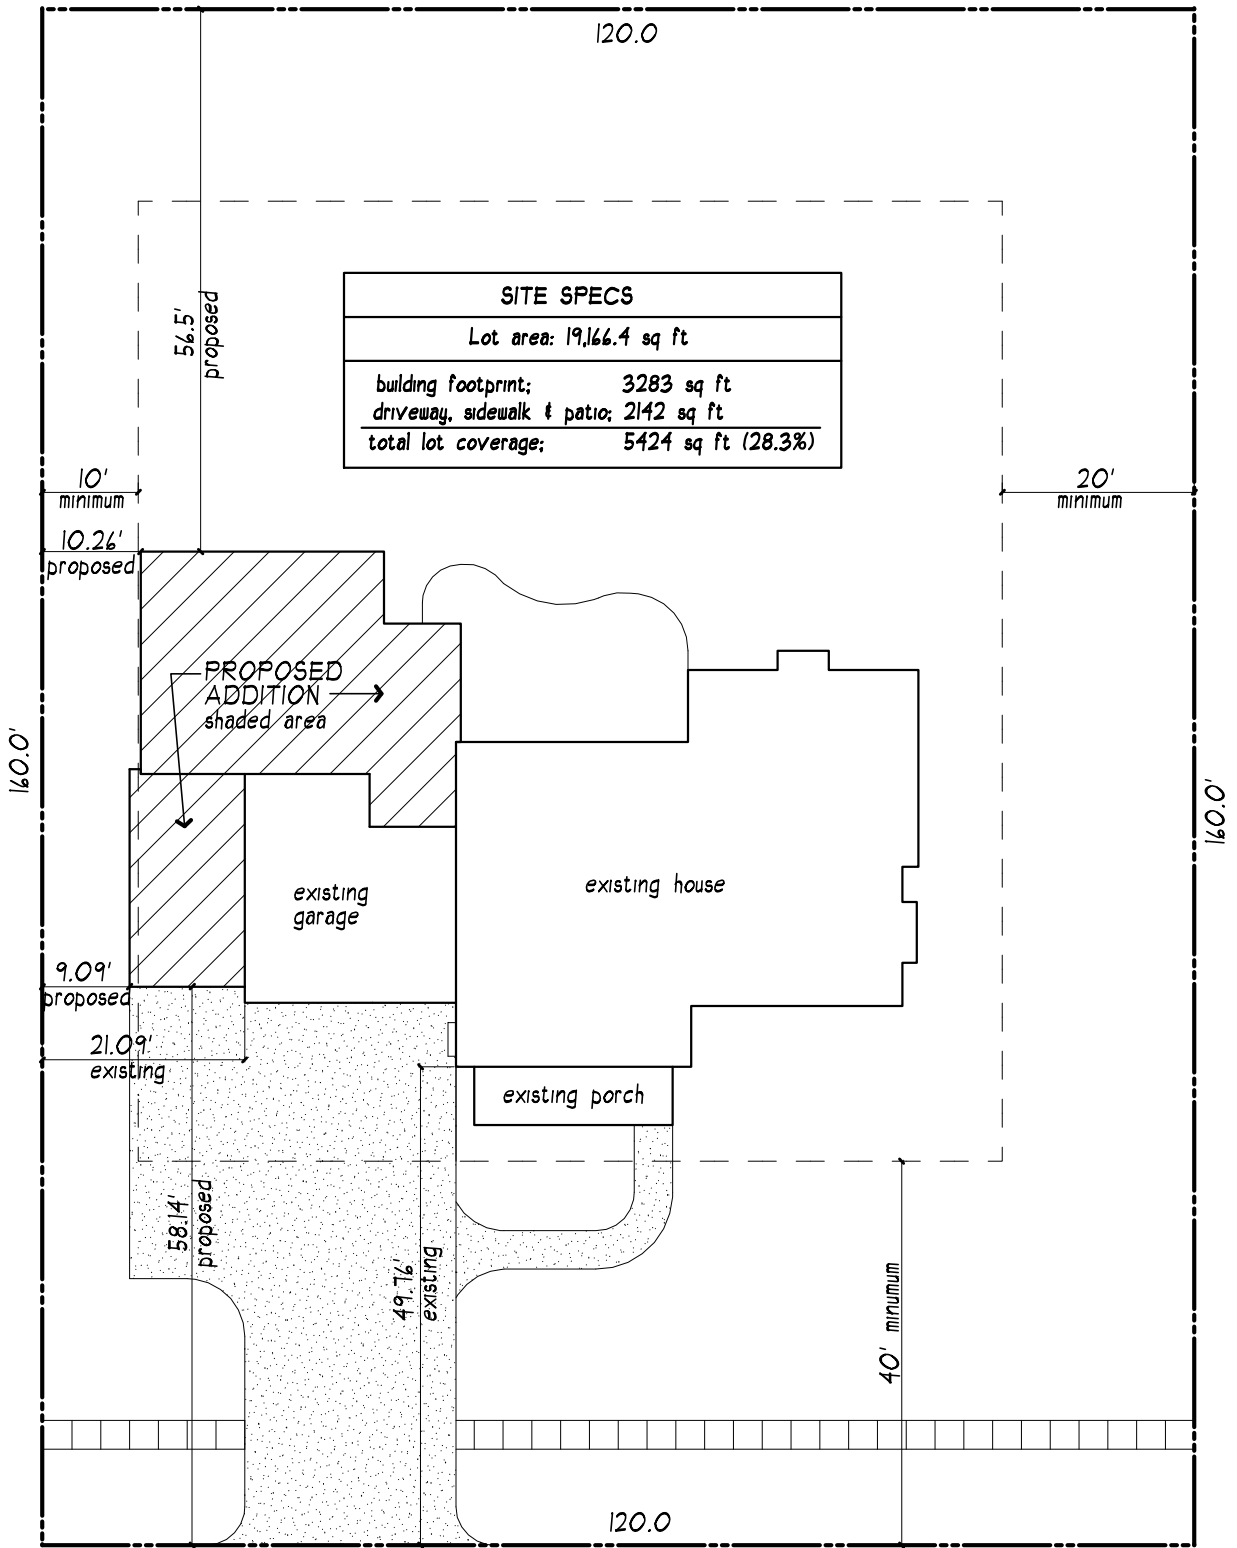 120.0
56.5'
proposed
SITE SPECS
Lot area: 19,166.4 sq ft
building footprint: 3283 sq ft
driveway, sidewalk & patio: 2142 sq ft
total lot coverage: 5424 sq ft (28.3%)
10'
minimum
20'
minimum
10.26'
proposed
PROPOSED
ADDITION
shaded area
160.0'
160.0'
existing
garage
existing house
9.09'
proposed
21.09'
existing
existing porch
58.14'
proposed
49.76'
existing
40' minumum
120.0